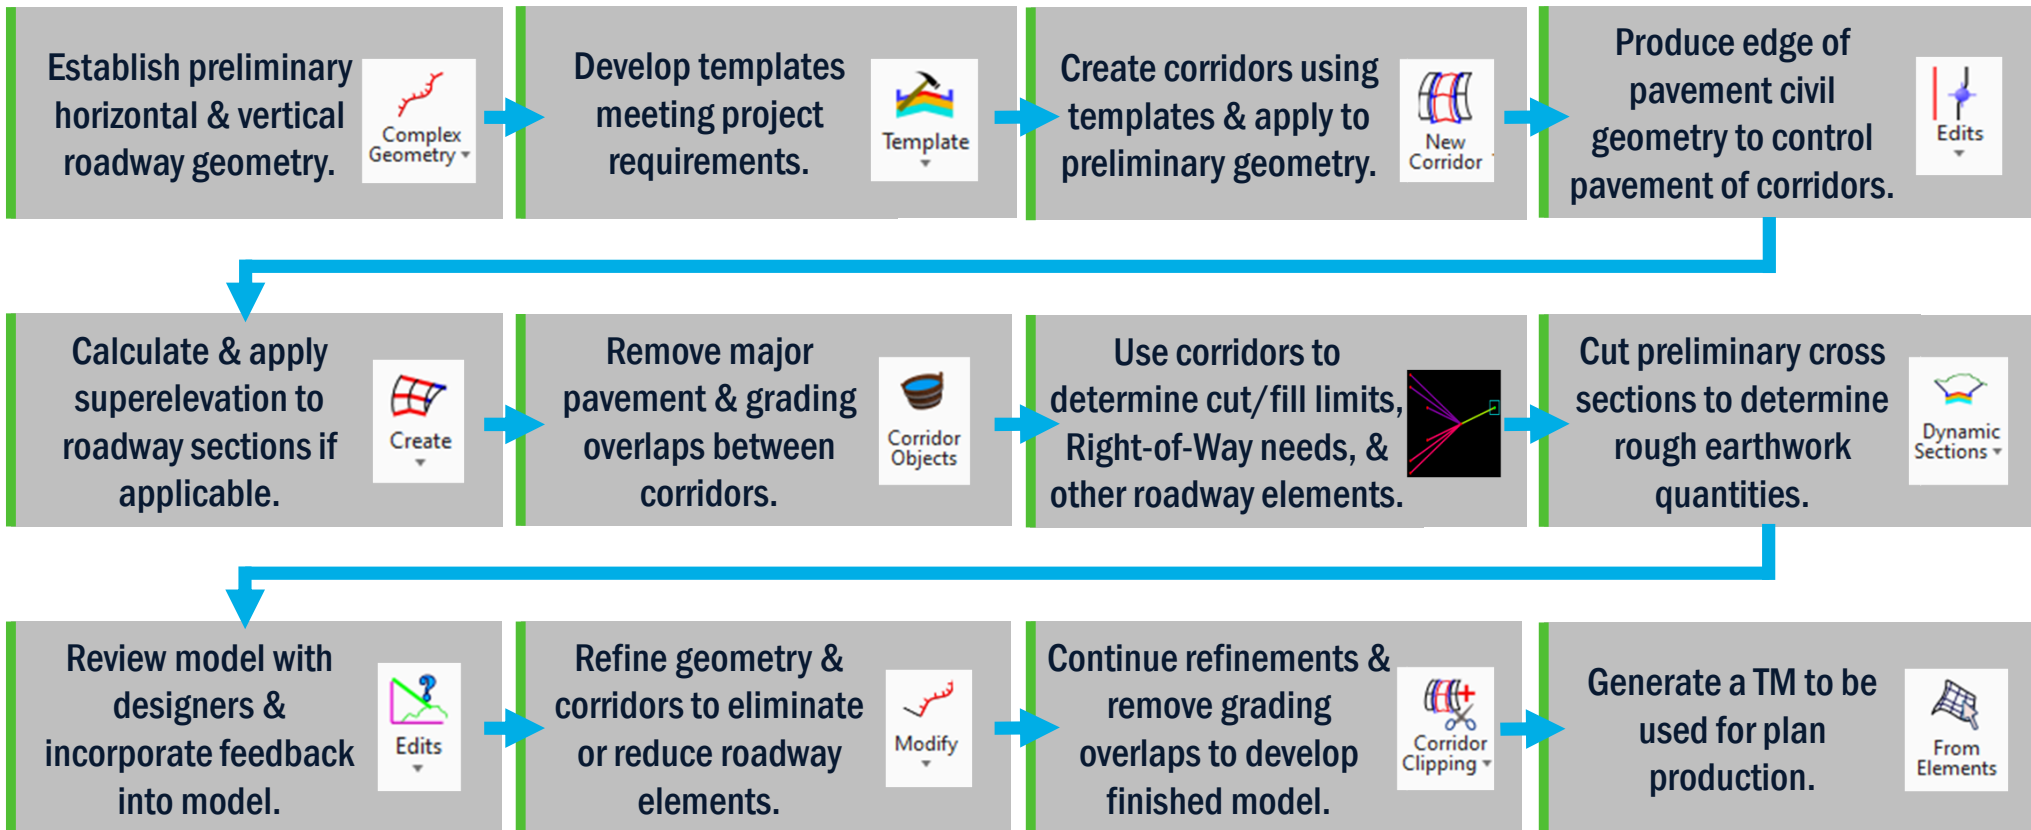 Establish preliminary
horizontal & vertical
roadway geometry.
Complex
Geometry
Develop templates
meeting project
requirements.
Template
Create corridors using
templates & apply to
preliminary geometry.
New
Corridor
Produce edge of
pavement civil
geometry to control
pavement of corridors.
Edits
Calculate & apply
superelevation to
roadway sections if
applicable.
Create
Remove major
pavement & grading
overlaps between
corridors.
Corridor
Objects
Use corridors to
determine cut/fill limits,
Right-of-Way needs, &
other roadway elements.
Cut preliminary cross
sections to determine
rough earthwork
quantities.
Dynamic
Sections
Review model with
designers &
incorporate feedback
into model.
Edits
Refine geometry &
corridors to eliminate
or reduce roadway
elements.
Modify
Continue refinements &
remove grading
overlaps to develop
finished model.
Corridor
Clipping
Generate a TM to be
used for plan
production.
From
Elements